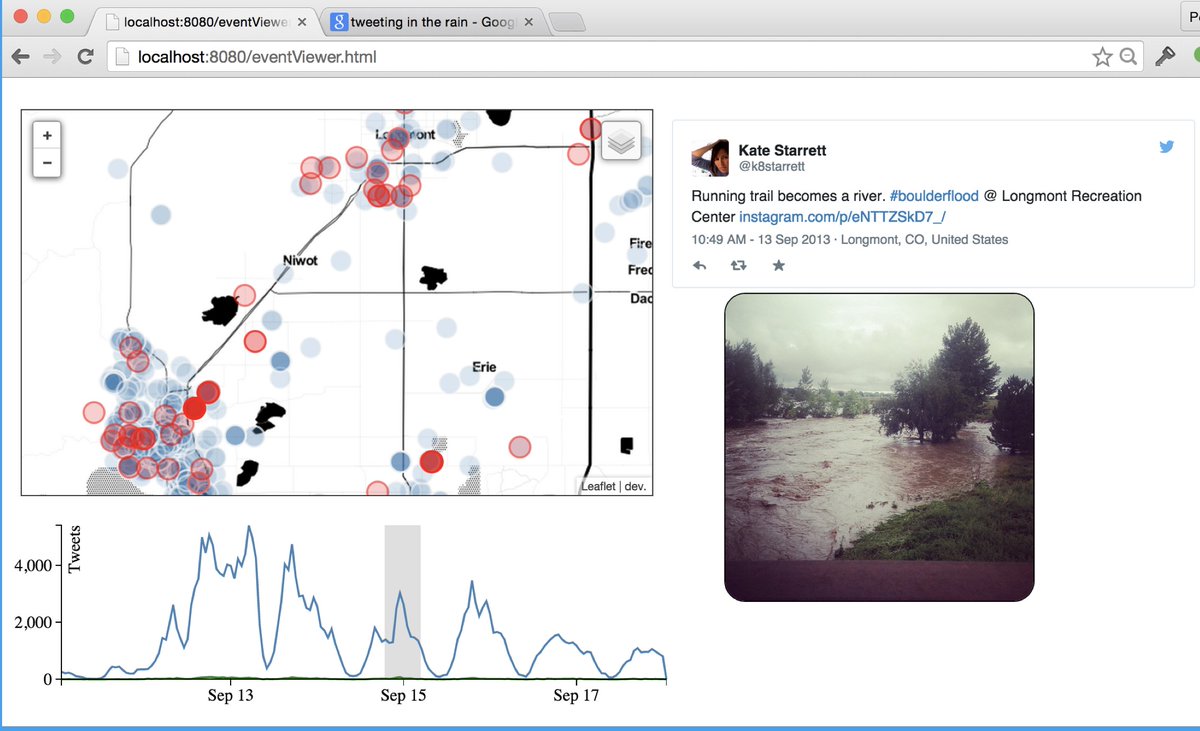 localhost:8080/eventViewe
tweeting in the rain - Goog
localhost:8080/eventViewer.html
+
−
Longmont
Niwot
Fire
Fred
Dac
Erie
Leaflet | dev.
Kate Starrett
@k8starrett
Running trail becomes a river. #boulderflood @ Longmont Recreation
Center instagram.com/p/eNTTZSkD7_/
10:49 AM - 13 Sep 2013 · Longmont, CO, United States
Tweets
4,000
2,000
0
Sep 13
Sep 15
Sep 17